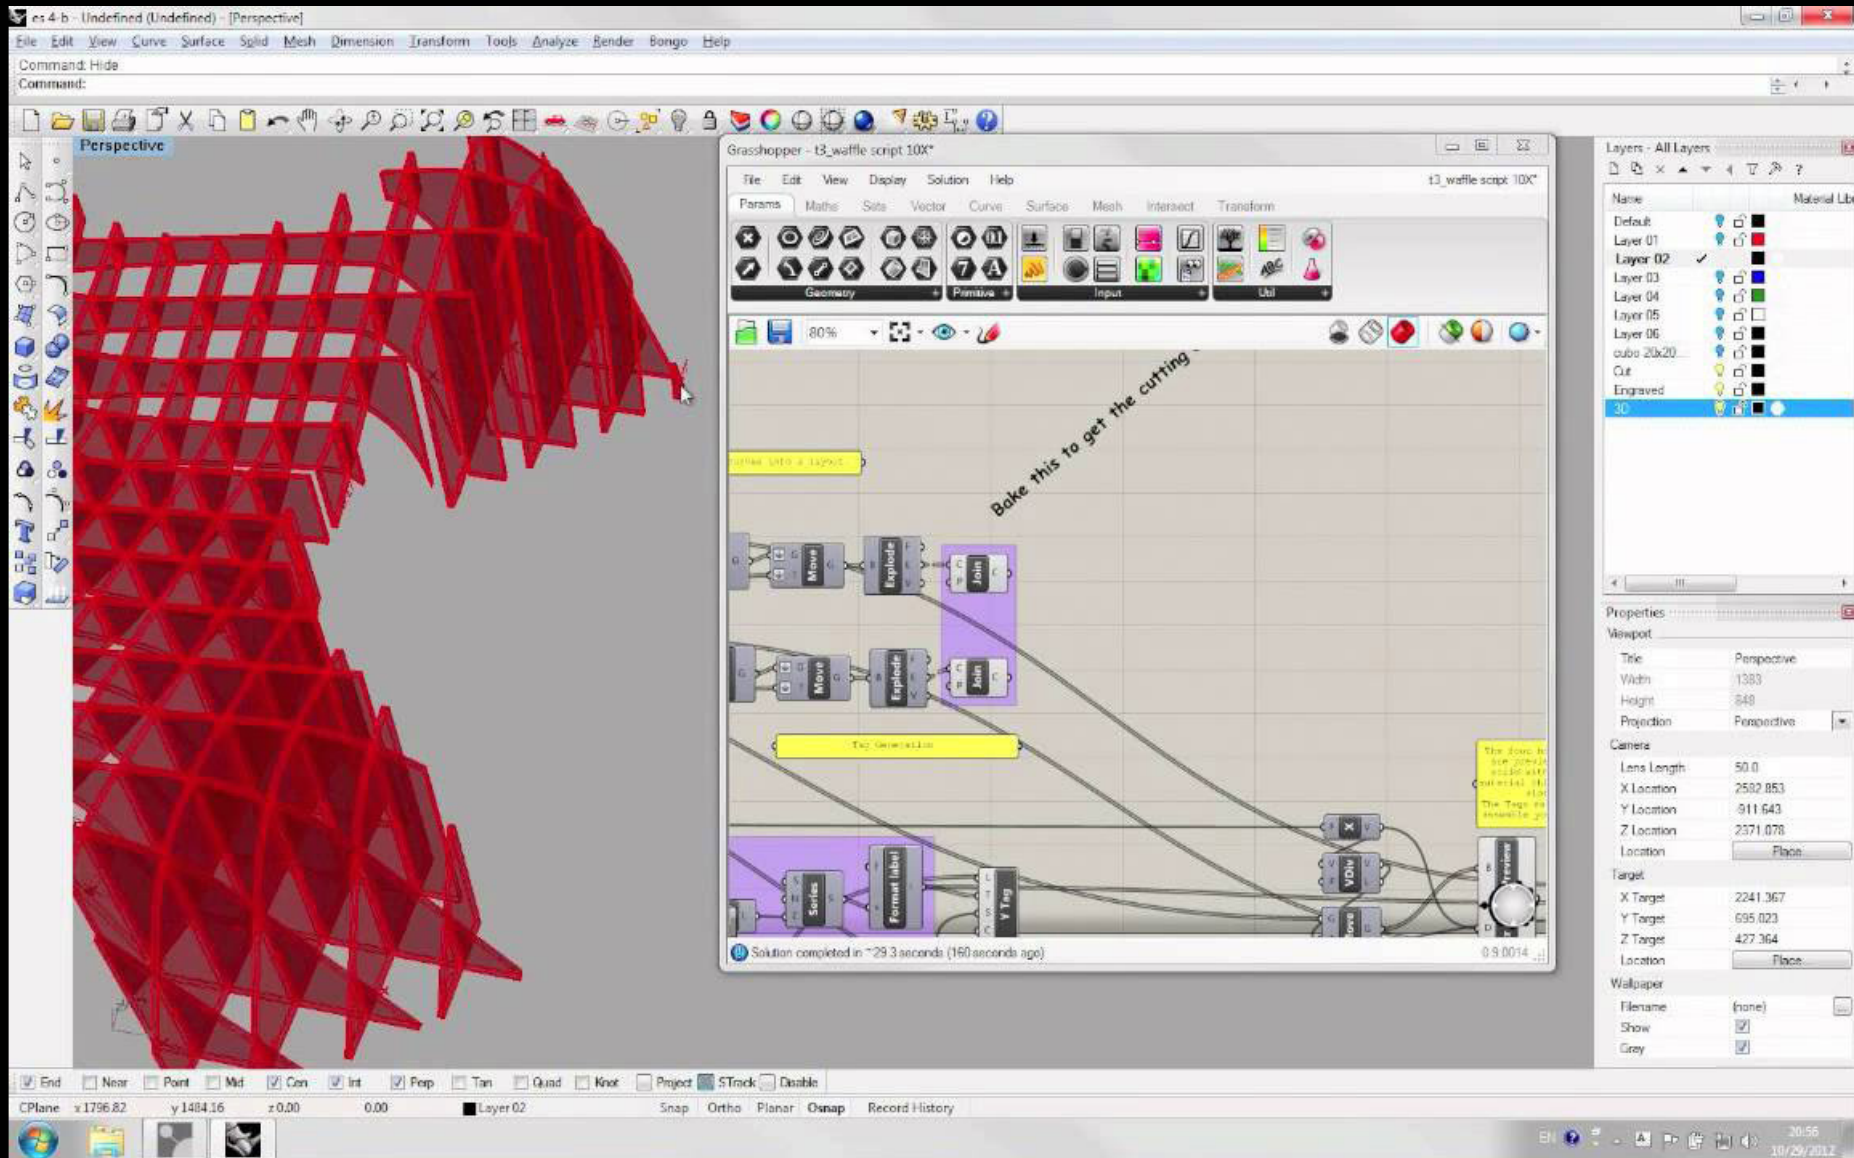 es 4-b - Undefined (Undefined) - [Perspective]
File Edit View Curve Surface Solid Mesh Dimension Transform Tools Analyze Render Bongo Help
Command: Hide
Command:
Perspective
Grasshopper - t3_waffle script 10X*
File Edit View Display Solution Help t3_waffle script 10X*
Params Maths Sets Vector Curve Surface Mesh Intersect Transform
Geometry + Primitive + Input + Util +
80%
Bake this to get the cutting
Move Explode Join
Move Explode Join
Tag Generation
Series Format label Y Tag
X
VDiv
Solution completed in ~29.3 seconds (160 seconds ago) 0.9.0014
Layers - All Layers
Name Material Libr
Default
Layer 01
Layer 02
Layer 03
Layer 04
Layer 05
Layer 06
cubo 20x20...
Cut
Engraved
3D
Properties
Viewport
Title Perspective
Width 1383
Height 848
Projection Perspective
Camera
Lens Length 50.0
X Location 2582.853
Y Location -911.643
Z Location 2371.078
Location Place...
Target
X Target 2241.367
Y Target 695.023
Z Target 427.364
Location Place...
Wallpaper
Filename (none)
Show
Gray
End Near Point Mid Cen Int Perp Tan Quad Knot Project STrack Disable
CPlane x 1796.82 y 1484.16 z 0.00 0.00 Layer 02 Snap Ortho Planar Osnap Record History
EN 20:56
10/29/2012